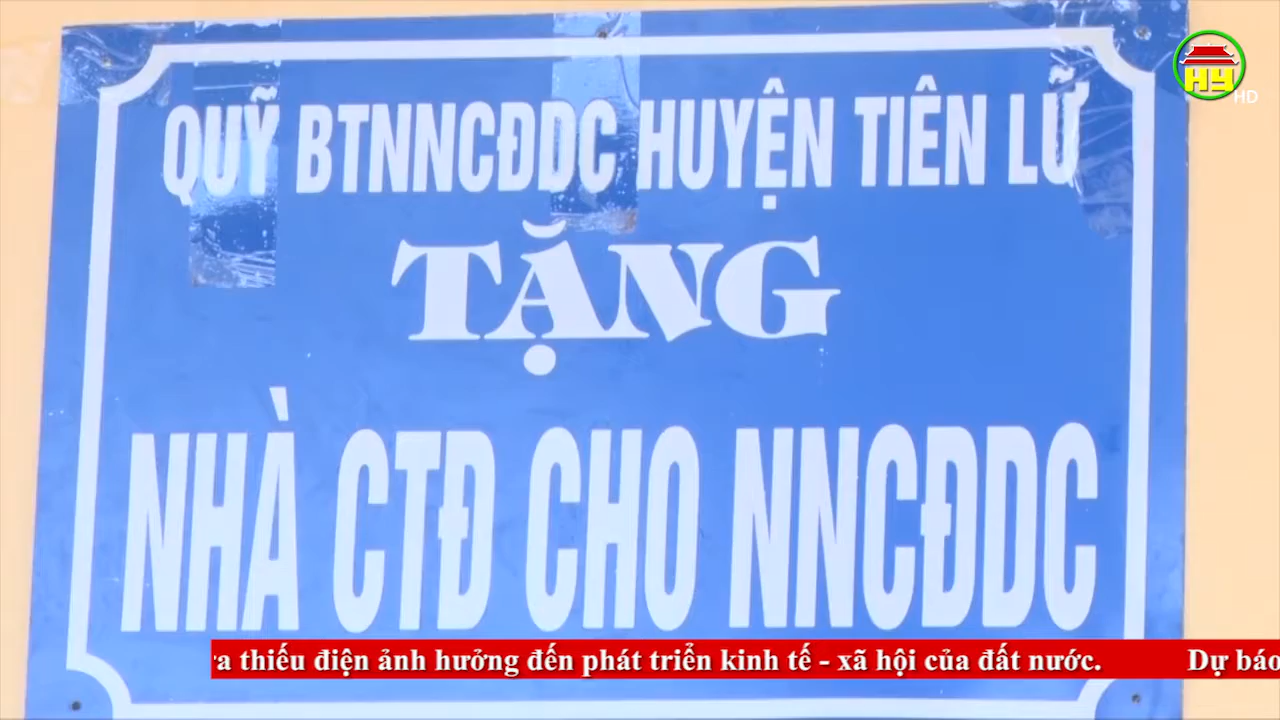 HY
HD
QUỸ BTNNCĐDC HUYỆN TIÊN LỮ
TẶNG
NHÀ CTĐ CHO NNCĐDC
thiếu điện ảnh hưởng đến phát triển kinh tế - xã hội của đất nước. Dự báo